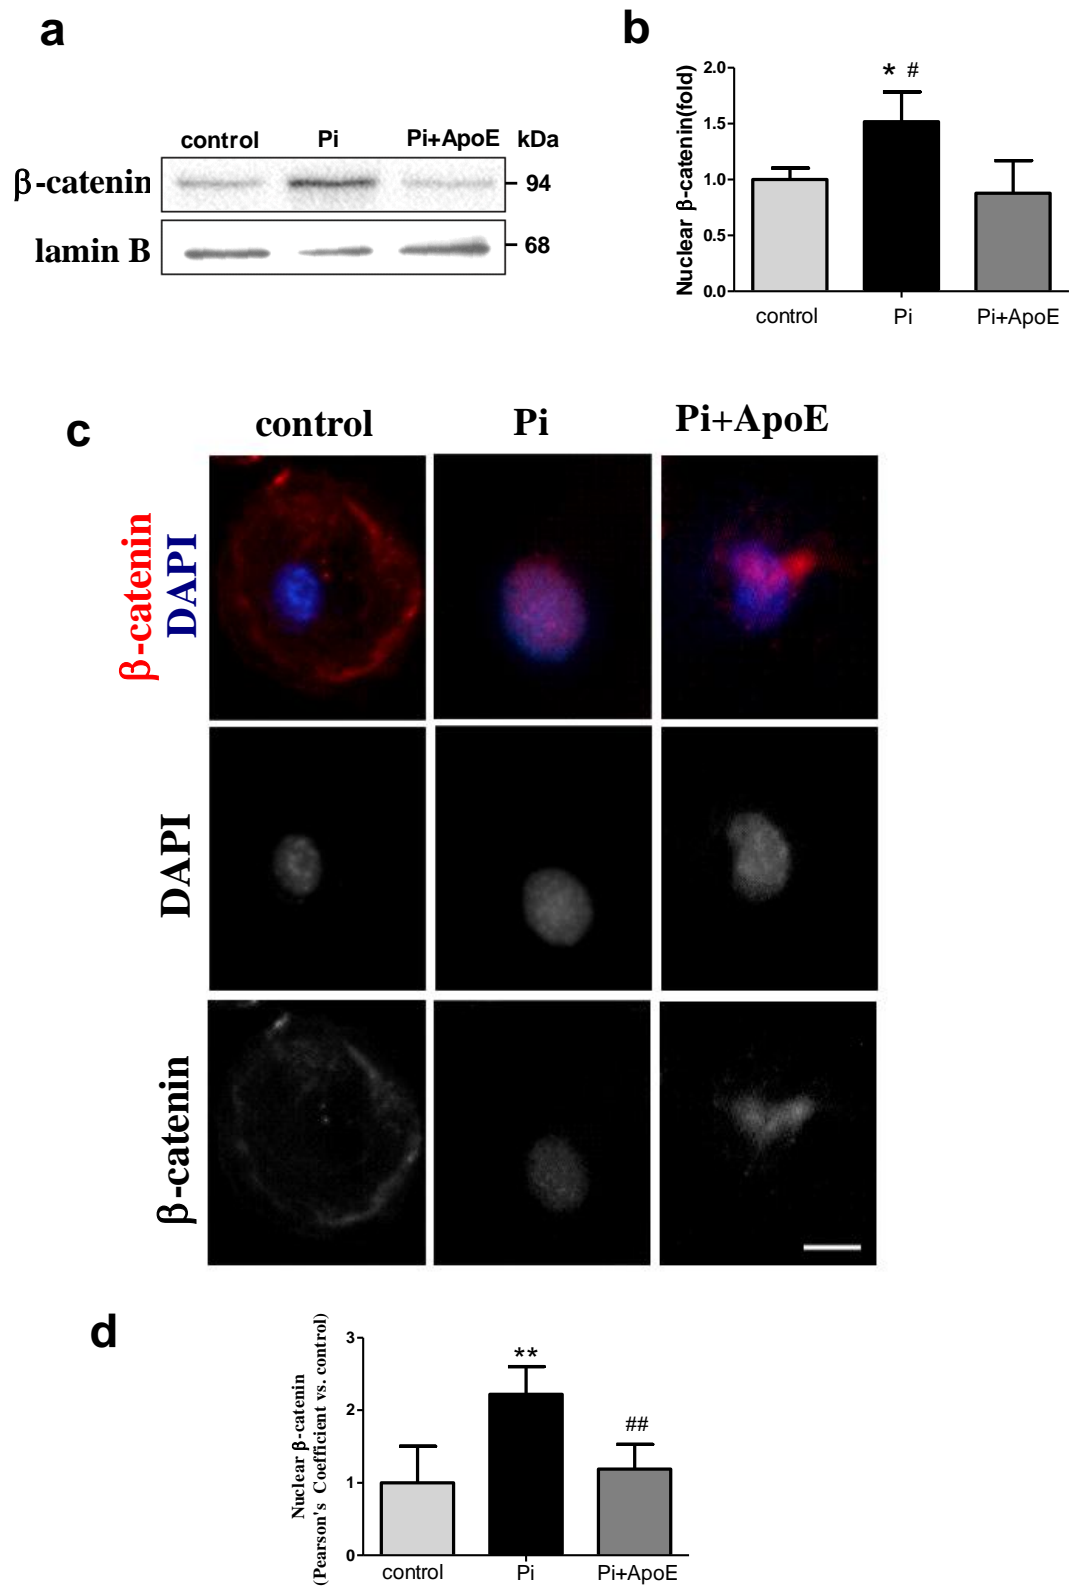 a
control Pi Pi+ApoE kDa
β-catenin 94
lamin B 68
b
* #
2.0
1.5
1.0
0.5
0.0
Nuclear β-catenin(fold)
control Pi Pi+ApoE
c
control Pi Pi+ApoE
β-catenin
DAPI
DAPI
β-catenin
d
**
##
3
2
1
0
Nuclear β-catenin
(Pearson's Coefficient vs. control)
control Pi Pi+ApoE